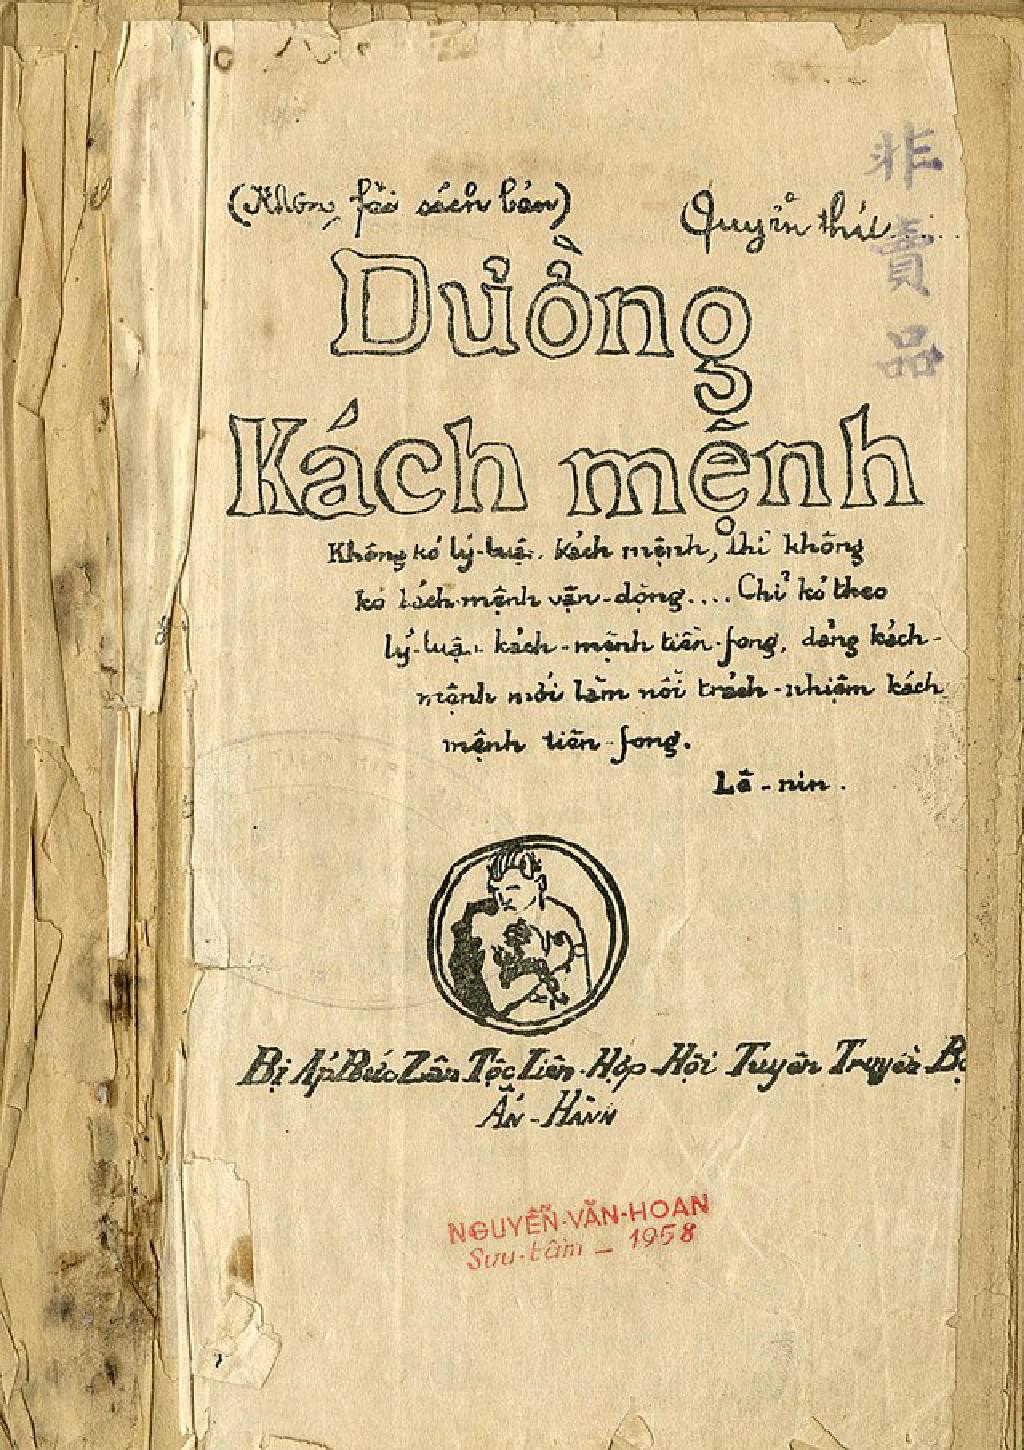 (Không fải sách bán)
Quyển thứ.....
非賣品
Đường
Kách mệnh
Không kó lý-luận kách mệnh, thì không
kó kách-mệnh vận-động.... Chỉ kó theo
lý-luận kách-mệnh tiền-fong, đảng kách-
mệnh mới làm nổi trách-nhiệm kách
mệnh tiền-fong.
Lê-nin.
Bị Áp Bức Zân Tộc Liên-Hợp Hội Tuyên Truyền Bộ
Ấn-Hành
NGUYỄN-VĂN-HOAN
Sưu-tầm - 1958